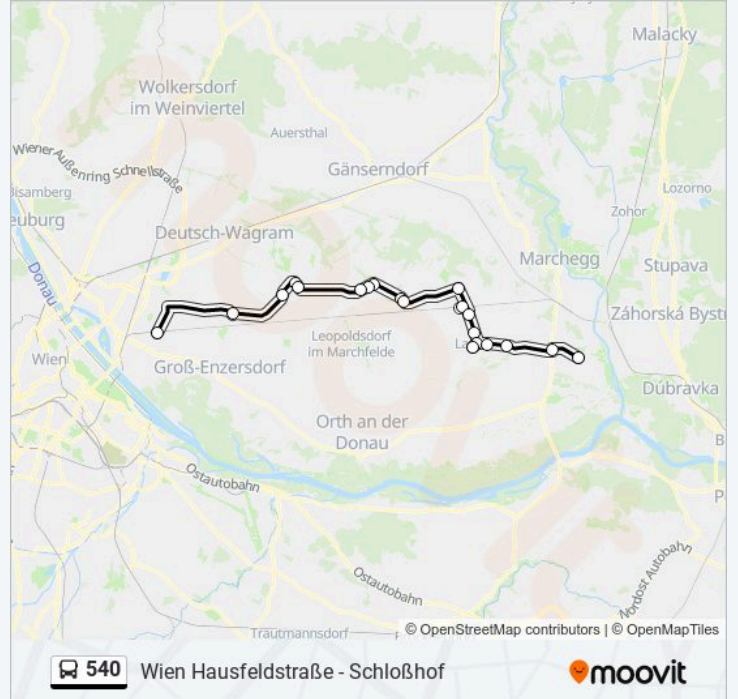 Malacky
Wolkersdorf
im Weinviertel
Auersthal
Wiener Außenring Schnellstraße
Gänserndorf
Bisamberg
Lozorno
Zohor
euburg
Deutsch-Wagram
Marchegg
Stupava
Donau
Záhorská Bystr
Leopoldsdorf
im Marchfelde
La
Wien
Groß-Enzersdorf
Dúbravka
Orth an der
Donau
B
Ostautobahn
P
Ostautobahn
Nordost Autobahn
Trautmannsdorf
© OpenStreetMap contributors | © OpenMapTiles
540 Wien Hausfeldstraße - Schloßhof
moovit